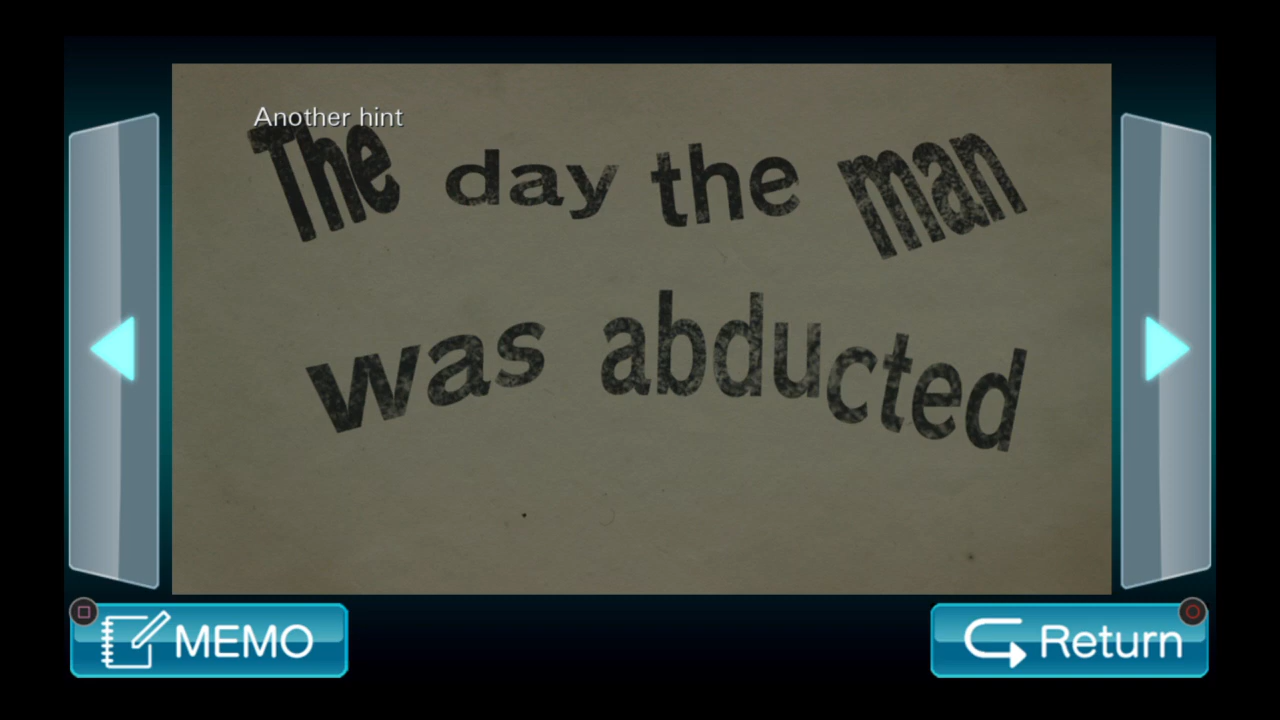 Another hint
The day the man
was abducted
MEMO
Return